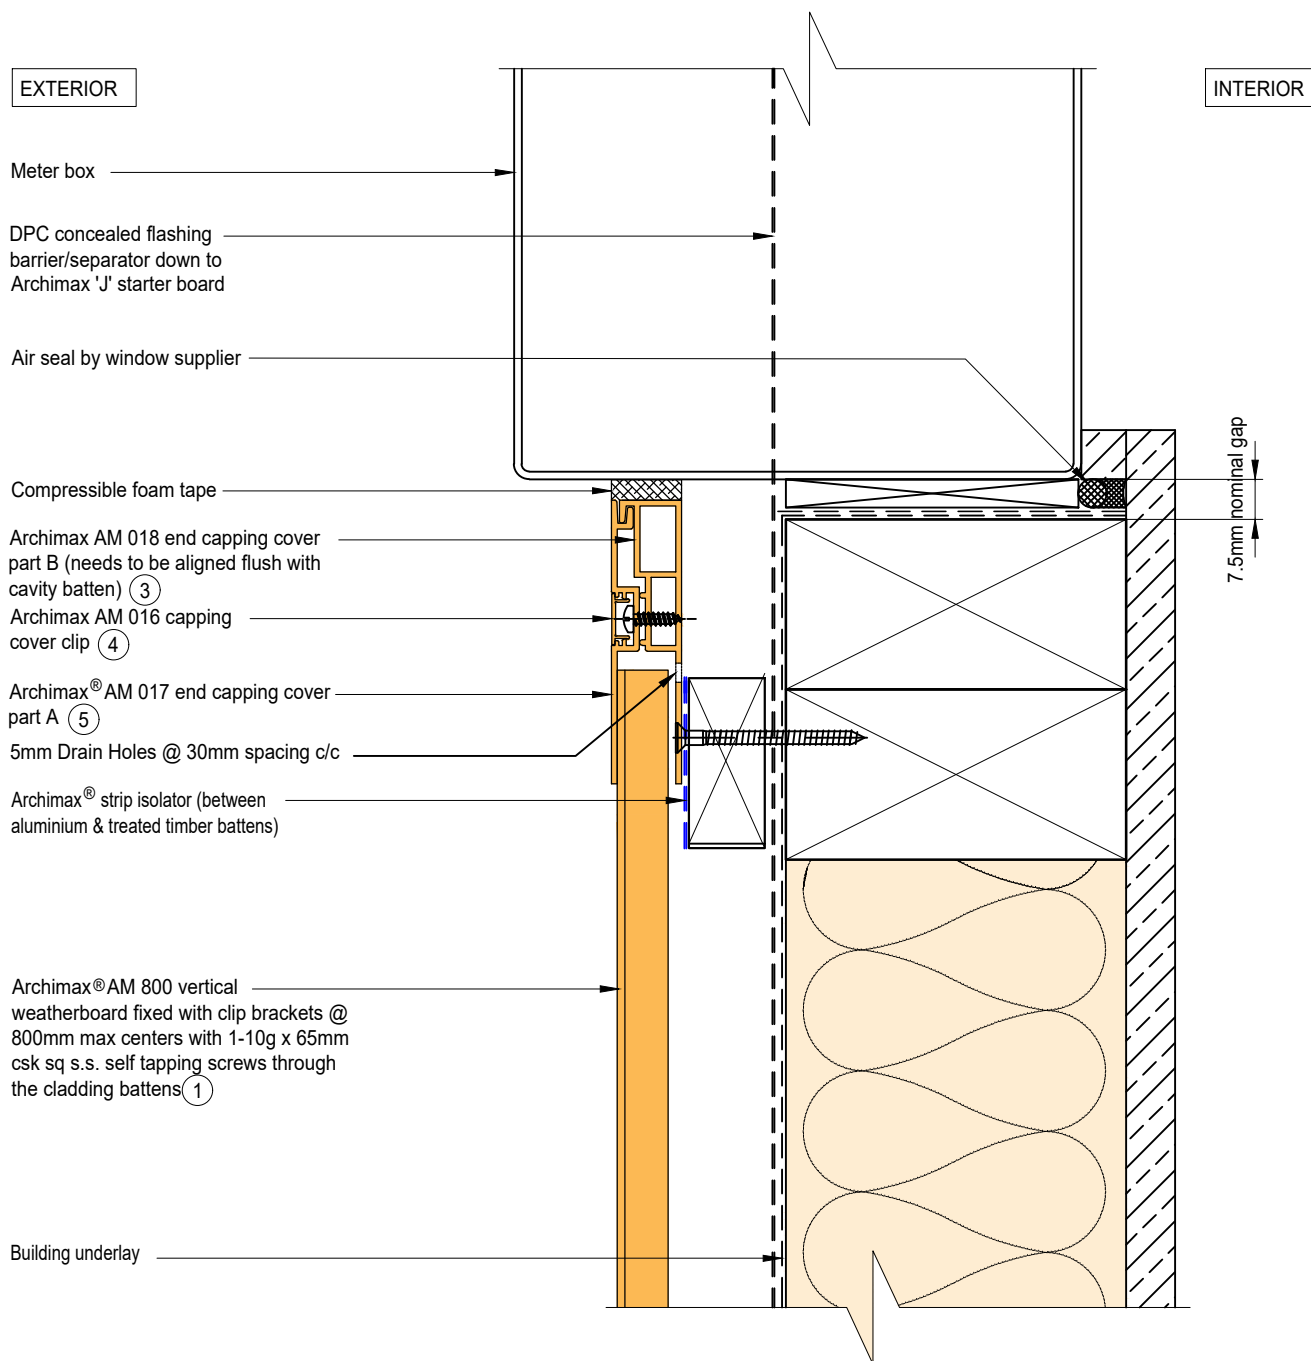 EXTERIOR
INTERIOR
Meter box
DPC concealed flashing
barrier/separator down to
Archimax 'J' starter board
Air seal by window supplier
7.5mm nominal gap
Compressible foam tape
Archimax AM 018 end capping cover
part B (needs to be aligned flush with
cavity batten) 3
Archimax AM 016 capping
cover clip 4
Archimax® AM 017 end capping cover
part A 5
5mm Drain Holes @ 30mm spacing c/c
Archimax® strip isolator (between
aluminium & treated timber battens)
Archimax® AM 800 vertical
weatherboard fixed with clip brackets @
800mm max centers with 1-10g x 65mm
csk sq s.s. self tapping screws through
the cladding battens 1
Building underlay